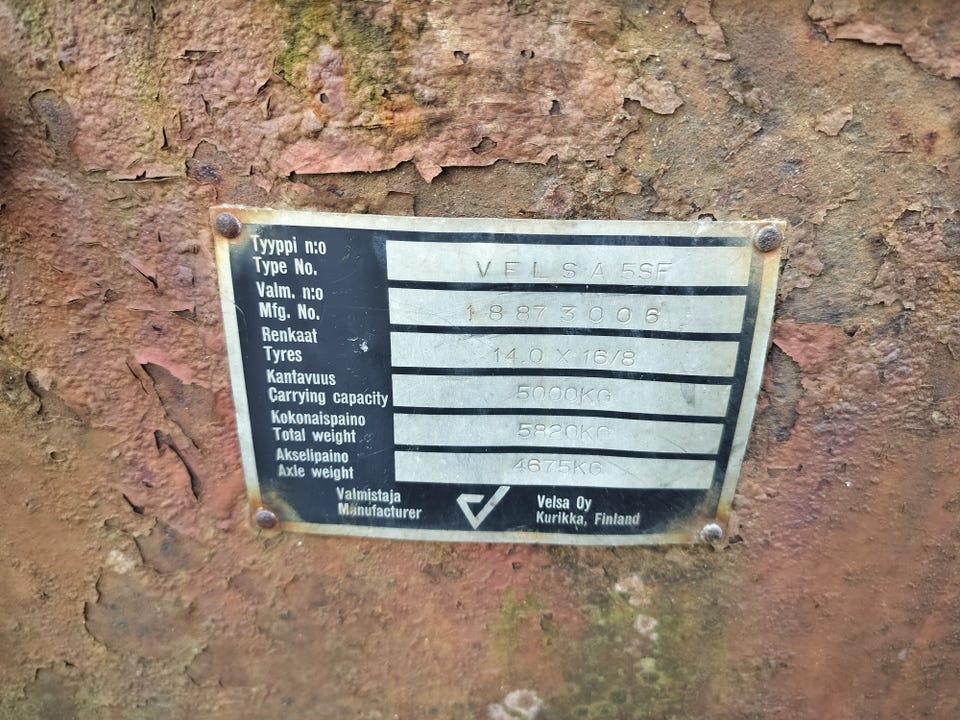 Tyyppi n:o
Type No.
VELSA 5SF
Valm. n:o
Mfg. No.
18873006
Renkaat
Tyres
14.0 X 16/8
Kantavuus
Carrying capacity
5000KG
Kokonaispaino
Total weight
5820KG
Akselipaino
Axle weight
4675KG
Valmistaja
Manufacturer
Velsa Oy
Kurikka, Finland